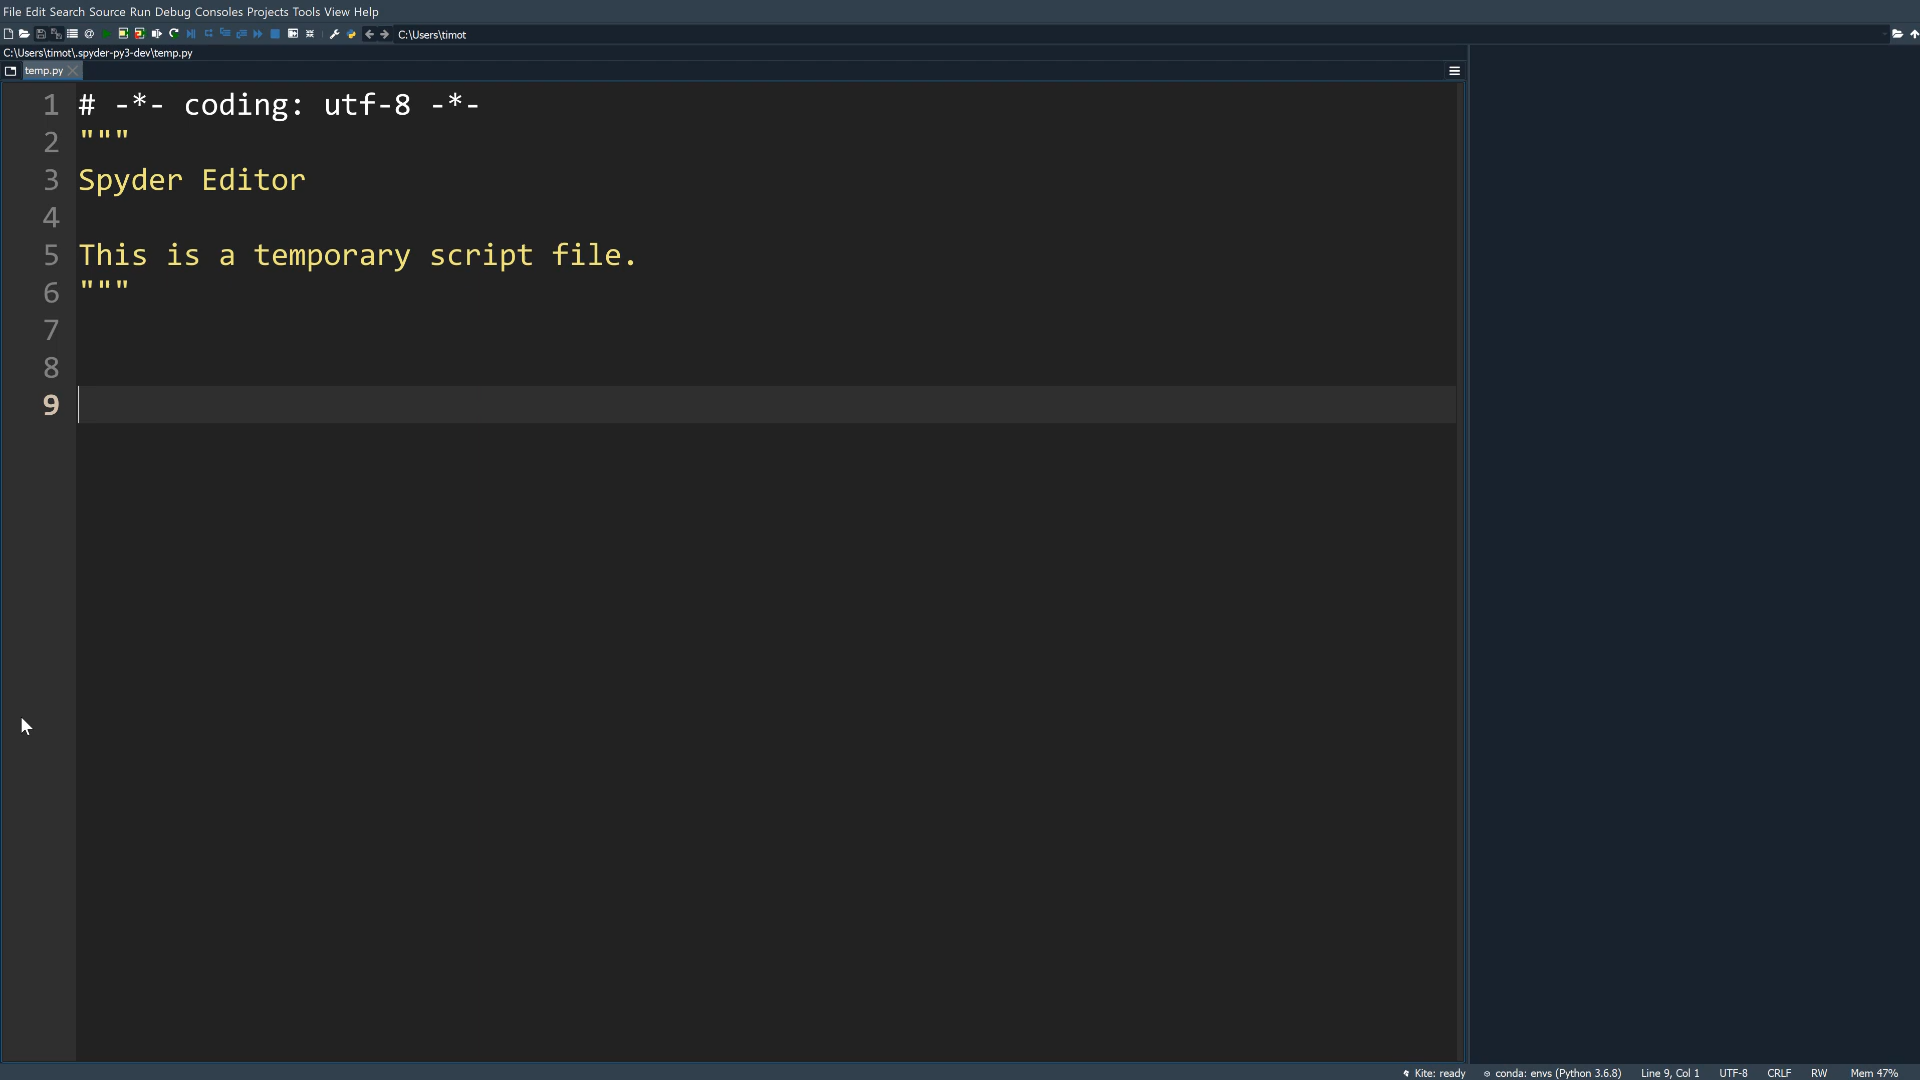 File Edit Search Source Run Debug Consoles Projects Tools View Help
C:\Users\timot
C:\Users\timot\.spyder-py3-dev\temp.py
temp.py
1 # -*- coding: utf-8 -*-
2 """
3 Spyder Editor
4
5 This is a temporary script file.
6 """
7
8
9
Kite: ready conda: envs (Python 3.6.8) Line 9, Col 1 UTF-8 CRLF RW Mem 47%